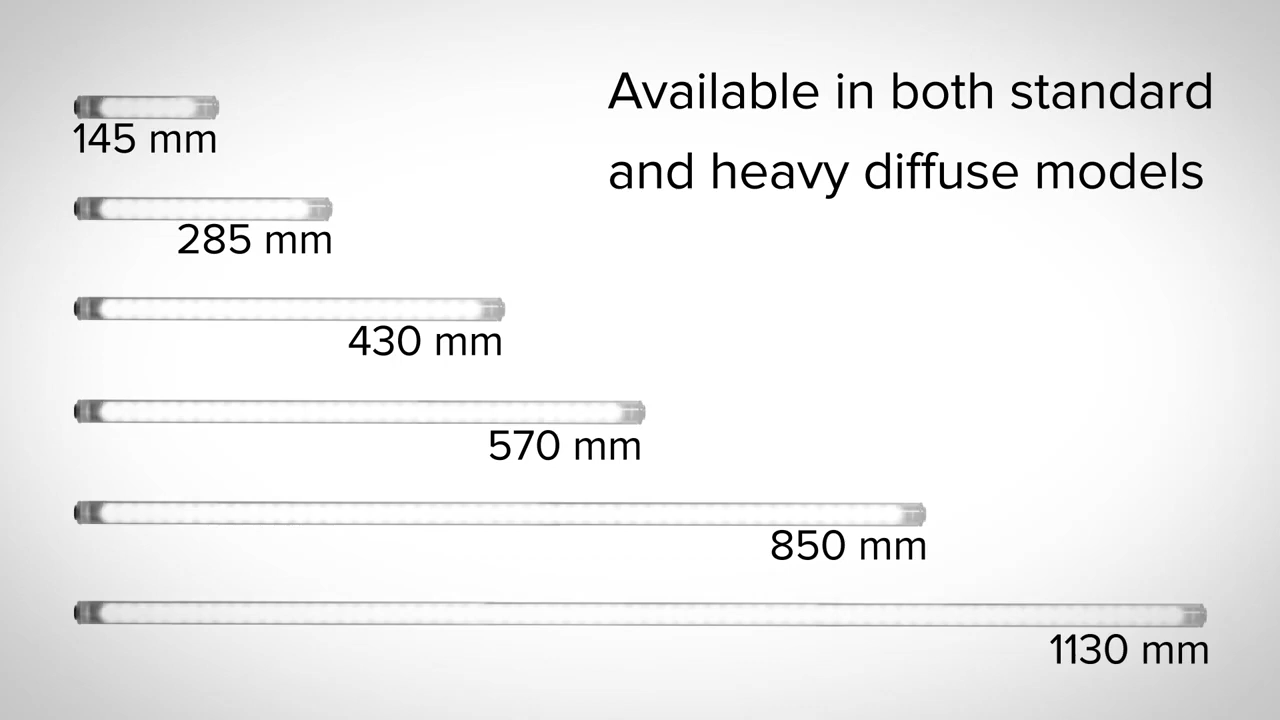 Available in both standard
and heavy diffuse models
145 mm
285 mm
430 mm
570 mm
850 mm
1130 mm